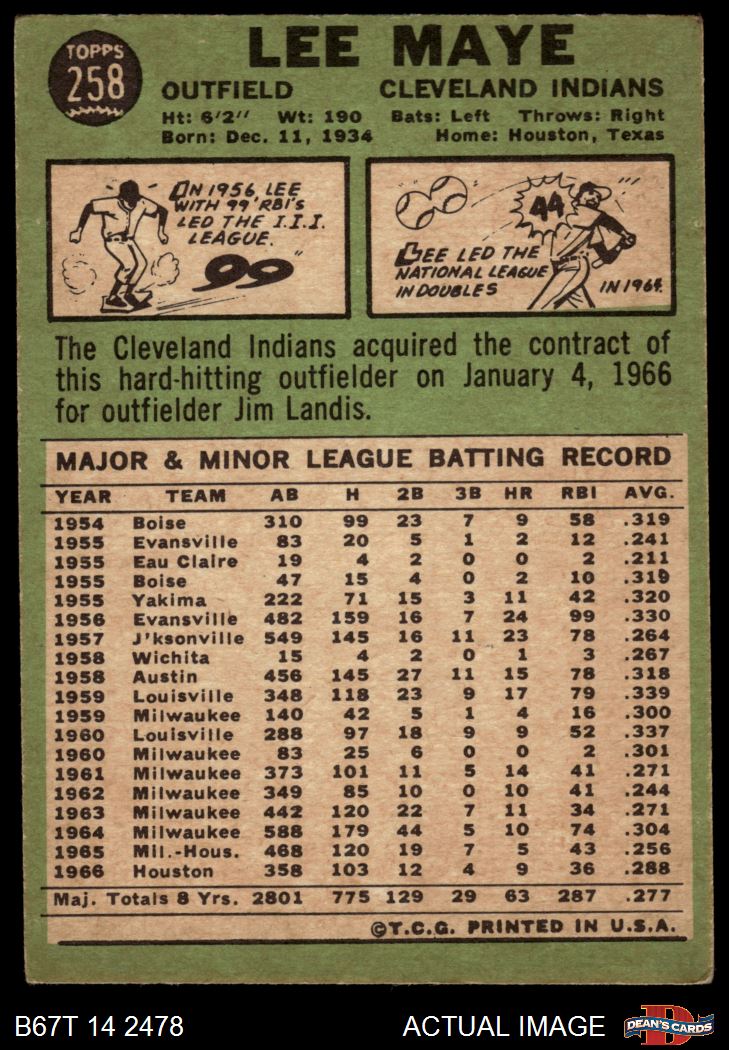 TOPPS
258
LEE MAYE
OUTFIELD CLEVELAND INDIANS
Ht: 6'2" Wt: 190 Bats: Left Throws: Right
Born: Dec. 11, 1934 Home: Houston, Texas
ON 1956, LEE
WITH 99 'RBI's
LED THE I.I.I.
LEAGUE.
99"
44
LEE LED THE
NATIONAL LEAGUE
IN DOUBLES IN 1964.
The Cleveland Indians acquired the contract of
this hard-hitting outfielder on January 4, 1966
for outfielder Jim Landis.
MAJOR & MINOR LEAGUE BATTING RECORD
YEAR TEAM AB H 2B 3B HR RBI AVG.
1954 Boise 310 99 23 7 9 58 .319
1955 Evansville 83 20 5 1 2 12 .241
1955 Eau Claire 19 4 2 0 0 2 .211
1955 Boise 47 15 4 0 2 10 .319
1955 Yakima 222 71 15 3 11 42 .320
1956 Evansville 482 159 16 7 24 99 .330
1957 J'ksonville 549 145 16 11 23 78 .264
1958 Wichita 15 4 2 0 1 3 .267
1958 Austin 456 145 27 11 15 78 .318
1959 Louisville 348 118 23 9 17 79 .339
1959 Milwaukee 140 42 5 1 4 16 .300
1960 Louisville 288 97 18 9 9 52 .337
1960 Milwaukee 83 25 6 0 0 2 .301
1961 Milwaukee 373 101 11 5 14 41 .271
1962 Milwaukee 349 85 10 0 10 41 .244
1963 Milwaukee 442 120 22 7 11 34 .271
1964 Milwaukee 588 179 44 5 10 74 .304
1965 Mil.-Hous. 468 120 19 7 5 43 .256
1966 Houston 358 103 12 4 9 36 .288
Maj. Totals 8 Yrs. 2801 775 129 29 63 287 .277
©T.C.G. PRINTED IN U.S.A.
B67T 14 2478 ACTUAL IMAGE
DEAN'S CARDS